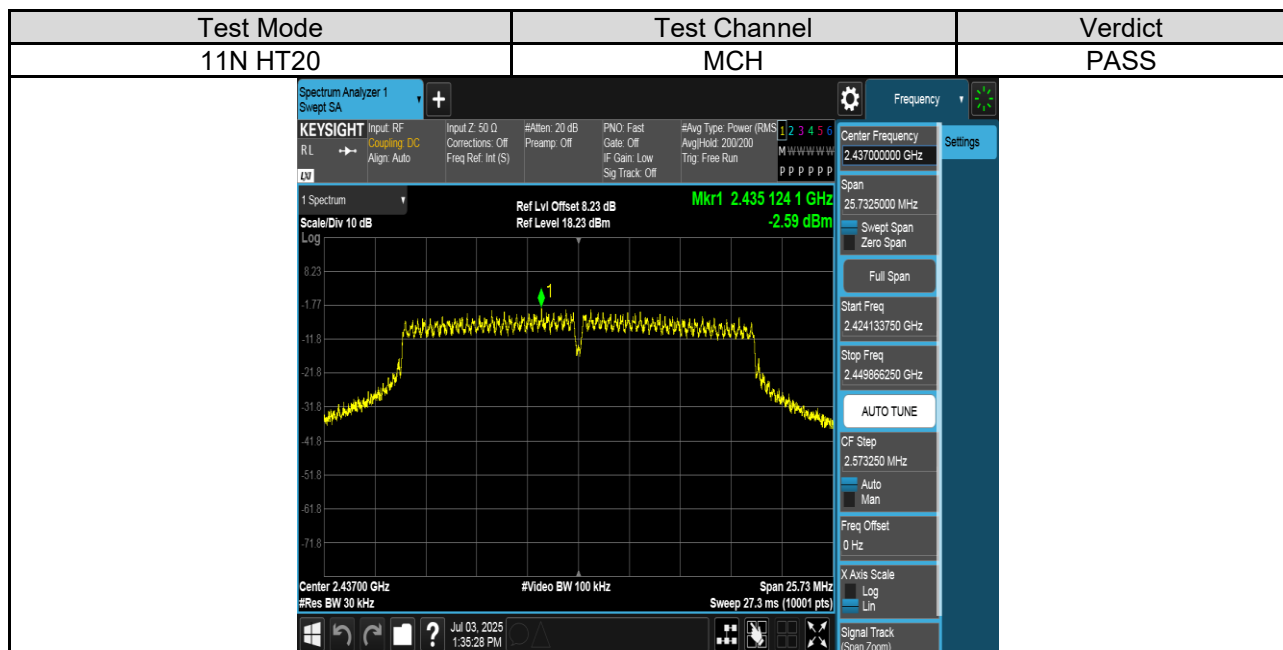 Test Mode Test Channel Verdict
11N HT20 MCH PASS
Spectrum Analyzer 1
Swept SA
Frequency
Settings
KEYSIGHT
RL
LXI
Input: RF
Coupling: DC
Align: Auto
Input Z: 50 Ω
Corrections: Off
Freq Ref: Int (S)
#Atten: 20 dB
Preamp: Off
PNO: Fast
Gate: Off
IF Gain: Low
Sig Track: Off
#Avg Type: Power (RMS
Avg|Hold: 200/200
Trig: Free Run
1 2 3 4 5 6
M W W W W W
P P P P P P
1 Spectrum
Scale/Div 10 dB
Log
Ref Lvl Offset 8.23 dB
Ref Level 18.23 dBm
Mkr1 2.435 124 1 GHz
-2.59 dBm
1
8.23
-1.77
-11.8
-21.8
-31.8
-41.8
-51.8
-61.8
-71.8
Center 2.43700 GHz
#Res BW 30 kHz
#Video BW 100 kHz
Span 25.73 MHz
Sweep 27.3 ms (10001 pts)
Center Frequency
2.437000000 GHz
Span
25.7325000 MHz
Swept Span
Zero Span
Full Span
Start Freq
2.424133750 GHz
Stop Freq
2.449866250 GHz
AUTO TUNE
CF Step
2.573250 MHz
Auto
Man
Freq Offset
0 Hz
X Axis Scale
Log
Lin
Signal Track
(Span Zoom)
?
Jul 03, 2025
1:35:28 PM